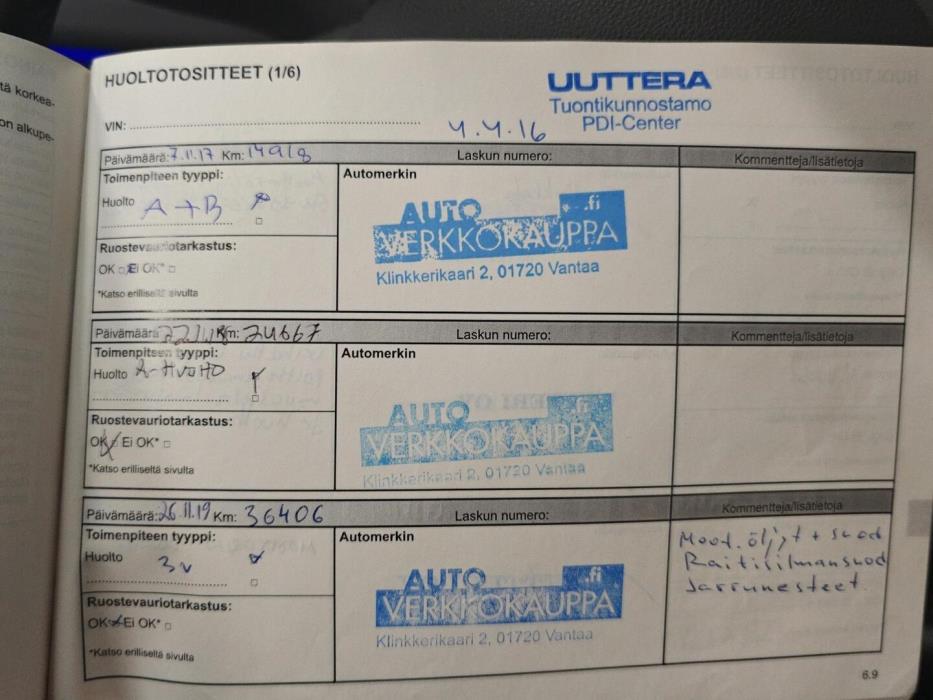 tä korkea-
on alkupe-
HUOLTOTOSITTEET (1/6)
UUTTERA
Tuontikunnostamo
PDI-Center
VIN:
4.4.16
Päivämäärä: 7.11.17 Km: 14918 Laskun numero: Kommentteja/lisätietoja
Toimenpiteen tyyppi: Automerkin
Huolto A+B
AUTO .fi
VERKKOKAUPPA
Klinkkerikaari 2, 01720 Vantaa
Ruostevauriotarkastus:
OK Ei OK*
*Katso erilliseltä sivulta
Päivämäärä Km: 24667 Laskun numero: Kommentteja/lisätietoja
Toimenpiteen tyyppi: Automerkin
Huolto A-HUOLTO
AUTO .fi
VERKKOKAUPPA
Klinkkerikaari 2, 01720 Vantaa
Ruostevauriotarkastus:
OK Ei OK*
*Katso erilliseltä sivulta
Päivämäärä: 26.11.19 Km: 36406 Laskun numero: Kommentteja/lisätietoja
Toimenpiteen tyyppi: Automerkin
Huolto 3v
AUTO .fi
VERKKOKAUPPA
Klinkkerikaari 2, 01720 Vantaa
Moot. öljyt + suod
Raitisilmansuod
Jarrunesteet
Ruostevauriotarkastus:
OK Ei OK*
*Katso erilliseltä sivulta
6.9